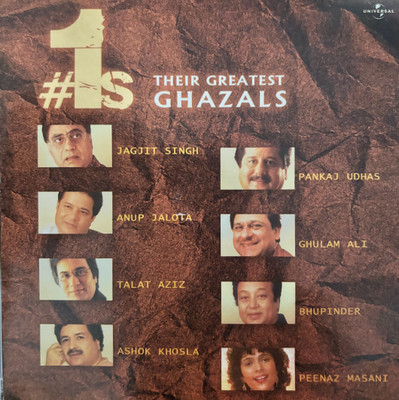 UNIVERSAL
#1s
THEIR GREATEST
GHAZALS
JAGJIT SINGH
PANKAJ UDHAS
ANUP JALOTA
GHULAM ALI
TALAT AZIZ
BHUPINDER
ASHOK KHOSLA
PEENAZ MASANI